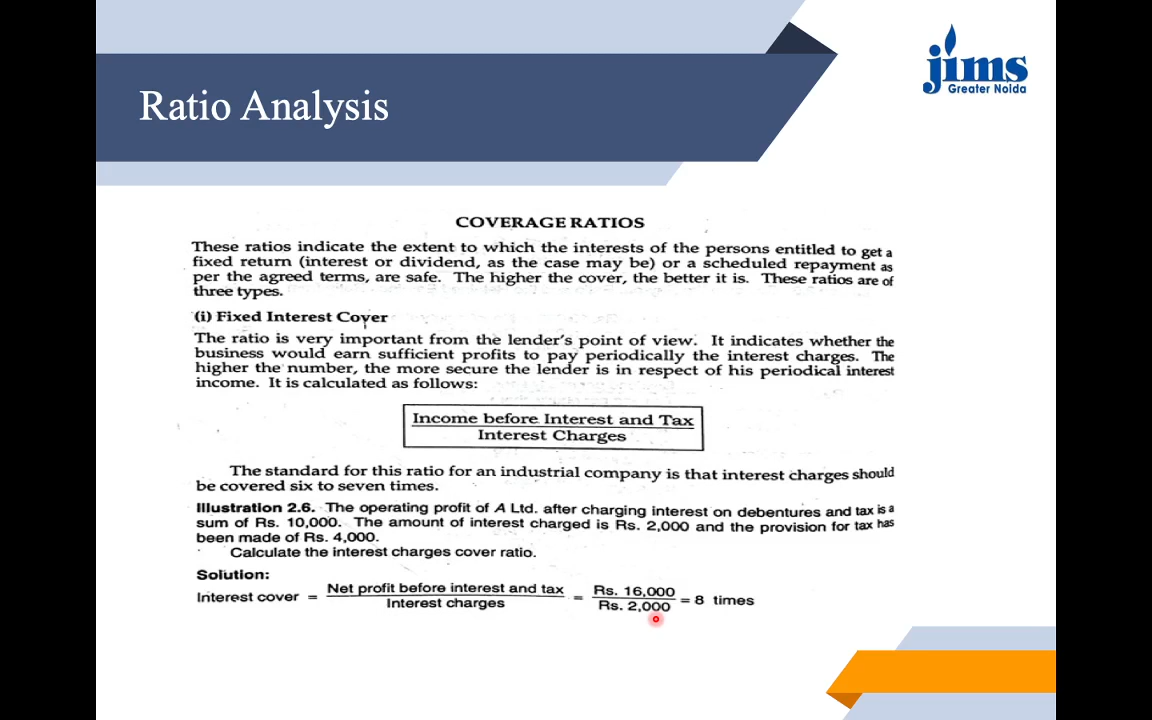 jims
Greater Noida
Ratio Analysis
COVERAGE RATIOS
These ratios indicate the extent to which the interests of the persons entitled to get a
fixed return (interest or dividend, as the case may be) or a scheduled repayment as
per the agreed terms, are safe. The higher the cover, the better it is. These ratios are of
three types.
(i) Fixed Interest Cover
The ratio is very important from the lender's point of view. It indicates whether the
business would earn sufficient profits to pay periodically the interest charges. The
higher the number, the more secure the lender is in respect of his periodical interest
income. It is calculated as follows:
Income before Interest and Tax
Interest Charges
The standard for this ratio for an industrial company is that interest charges should
be covered six to seven times.
Illustration 2.6. The operating profit of A Ltd. after charging interest on debentures and tax is a
sum of Rs. 10,000. The amount of interest charged is Rs. 2,000 and the provision for tax has
been made of Rs. 4,000.
Calculate the interest charges cover ratio.
Solution:
Interest cover = Net profit before interest and tax / Interest charges = Rs. 16,000 / Rs. 2,000 = 8 times